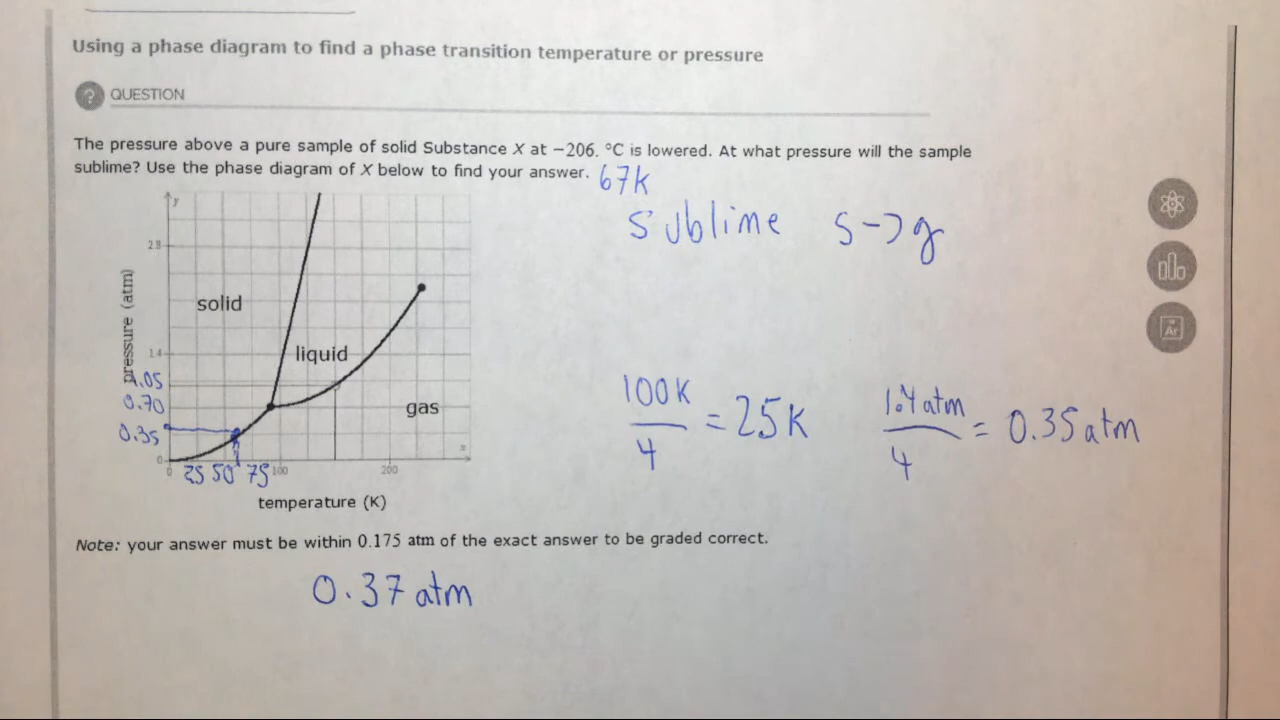 Using a phase diagram to find a phase transition temperature or pressure
? QUESTION
The pressure above a pure sample of solid Substance X at −206. °C is lowered. At what pressure will the sample
sublime? Use the phase diagram of X below to find your answer. 67K
sublime s->g
y
2.8
solid
pressure (atm)
liquid
1.4
1.05
0.70
gas
0.35
x
0
0
25 50 75 100
200
temperature (K)
100K
4
= 25K
1.4 atm
4
= 0.35 atm
Ar
Note: your answer must be within 0.175 atm of the exact answer to be graded correct.
0.37 atm